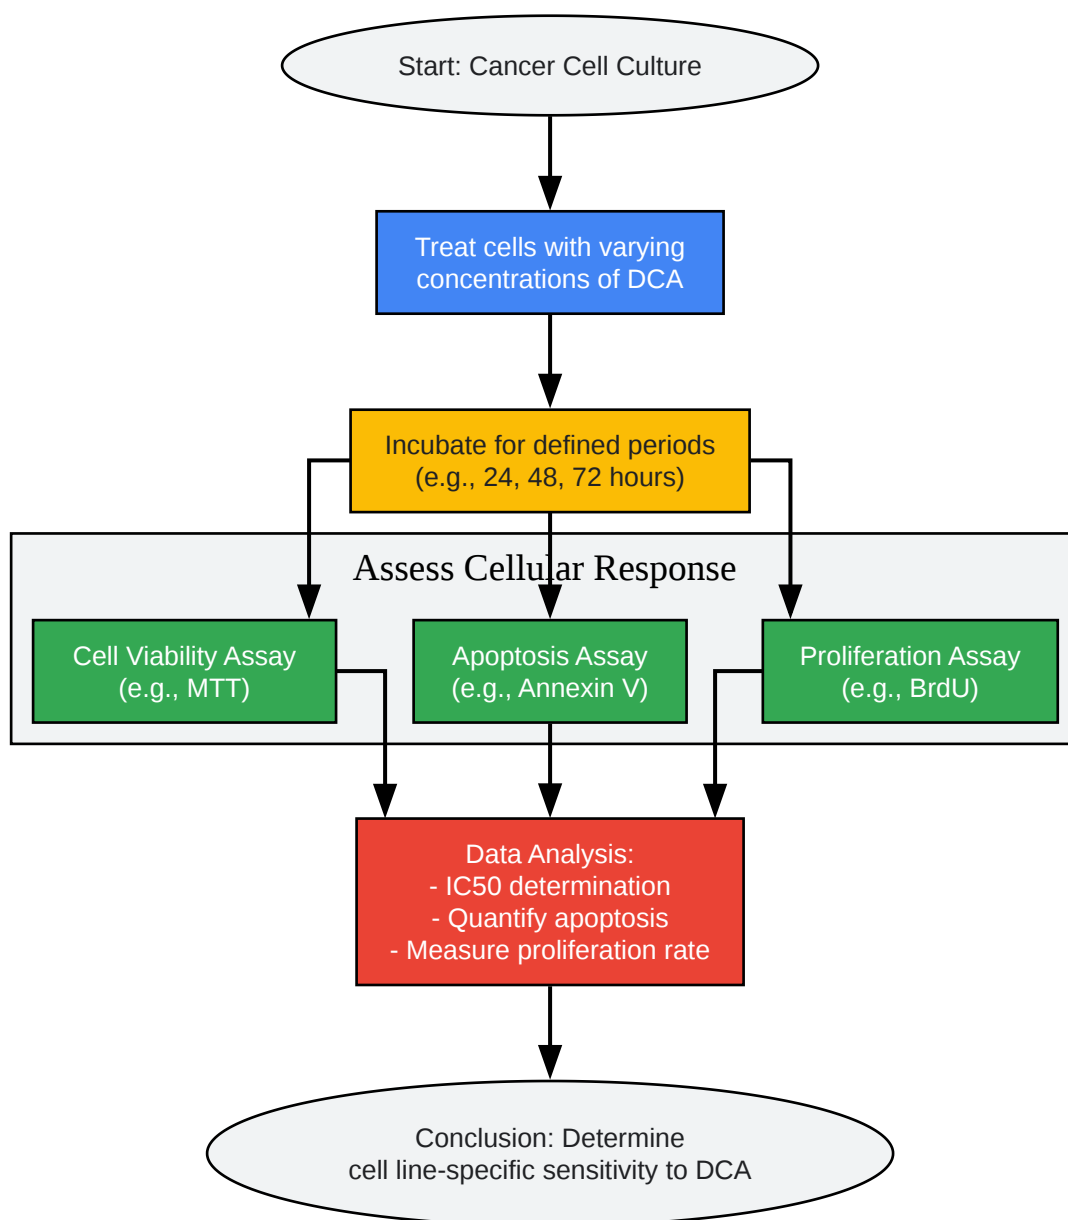 Start: Cancer Cell Culture
Treat cells with varying
concentrations of DCA
Incubate for defined periods
(e.g., 24, 48, 72 hours)
Assess Cellular Response
Cell Viability Assay
(e.g., MTT)
Apoptosis Assay
(e.g., Annexin V)
Proliferation Assay
(e.g., BrdU)
Data Analysis:
- IC50 determination
- Quantify apoptosis
- Measure proliferation rate
Conclusion: Determine
cell line-specific sensitivity to DCA